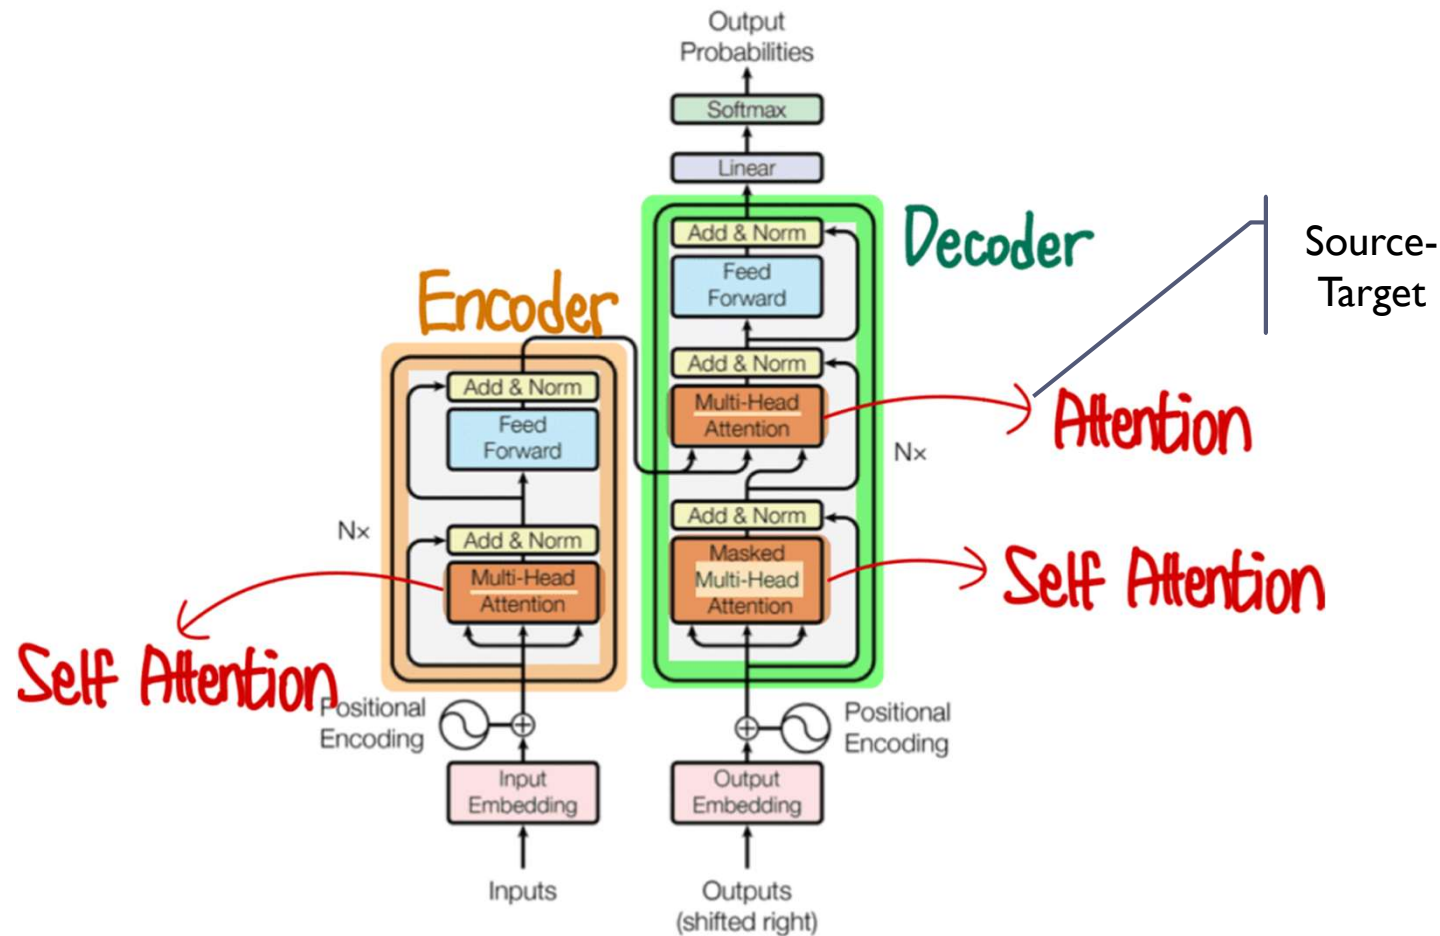 Output
Probabilities
Softmax
Linear
Add & Norm
Feed
Forward
Add & Norm
Multi-Head
Attention
Nx
Add & Norm
Masked
Multi-Head
Attention
Decoder
Source-
Target
Attention
Self Attention
Encoder
Add & Norm
Feed
Forward
Nx
Add & Norm
Multi-Head
Attention
Self Attention
Positional
Encoding
Positional
Encoding
Input
Embedding
Output
Embedding
Inputs
Outputs
(shifted right)